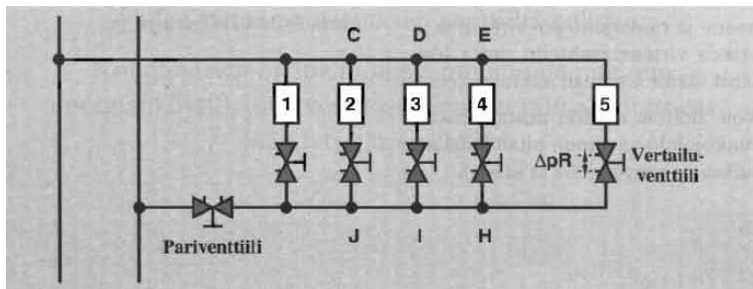 C D E
1 2 3 4 5
ΔpR
Vertailu-
venttiili
Pariventtiili
J I H